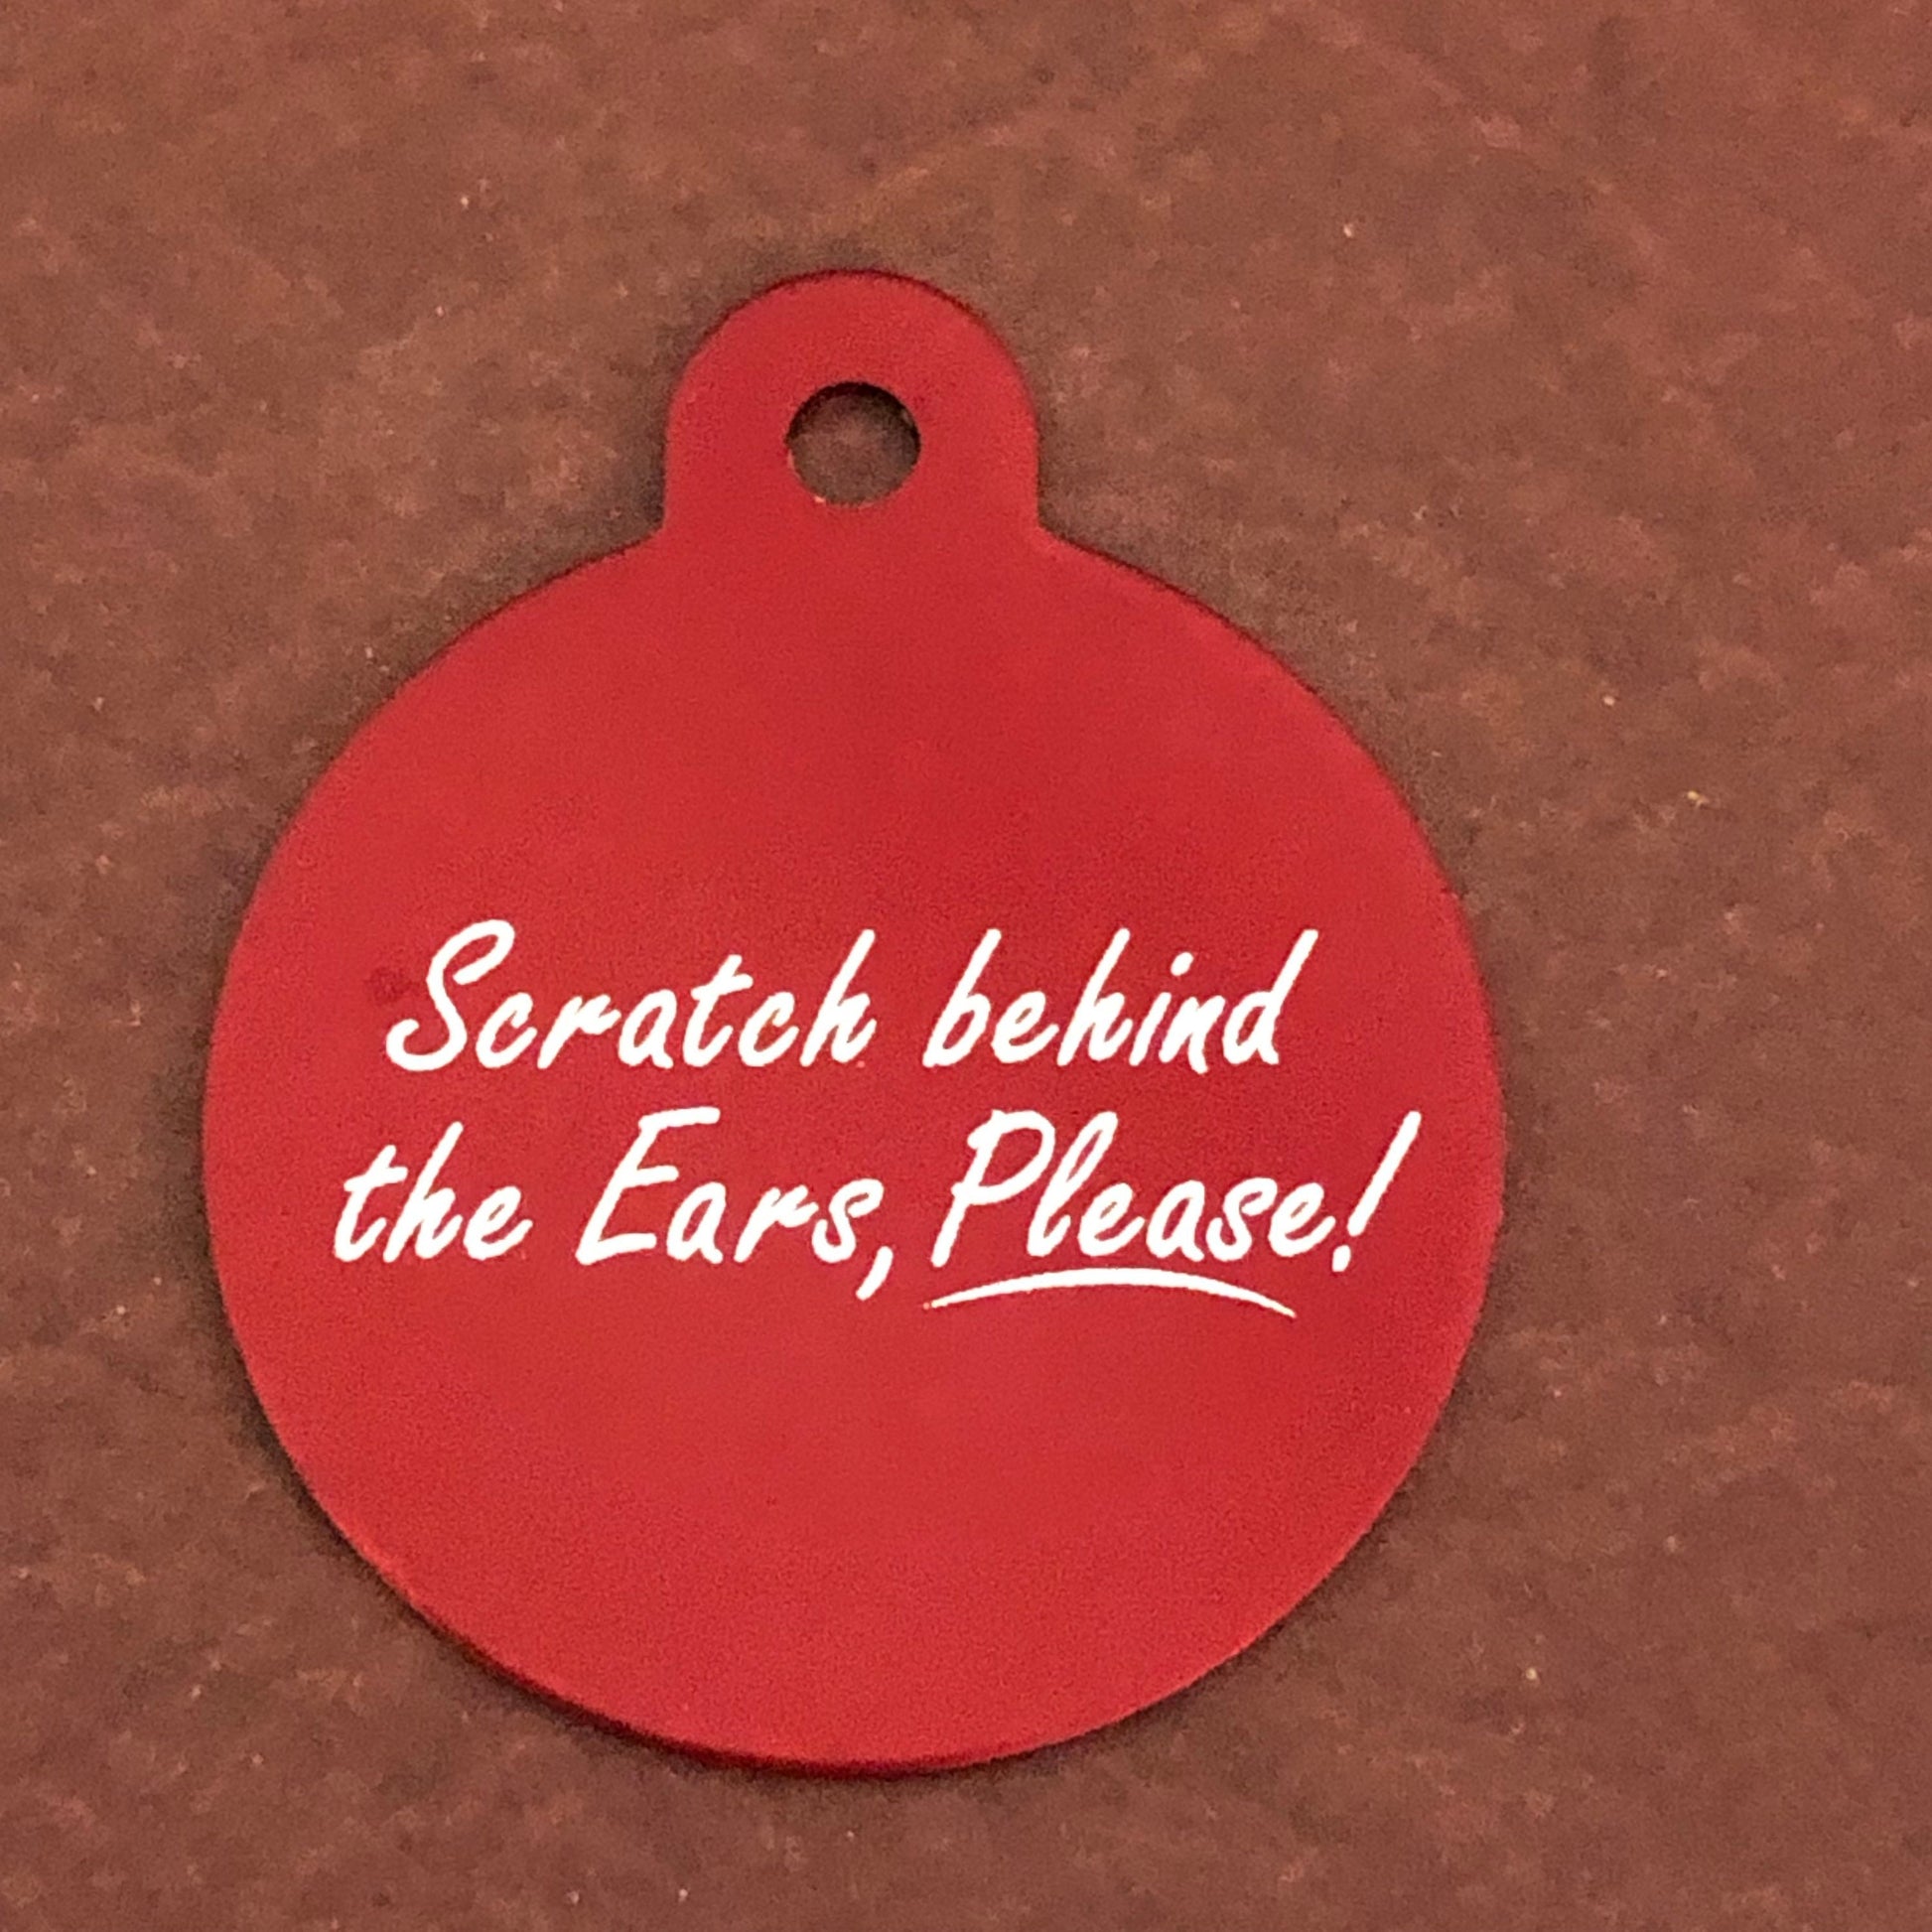 Scratch behind
the Ears, Please!